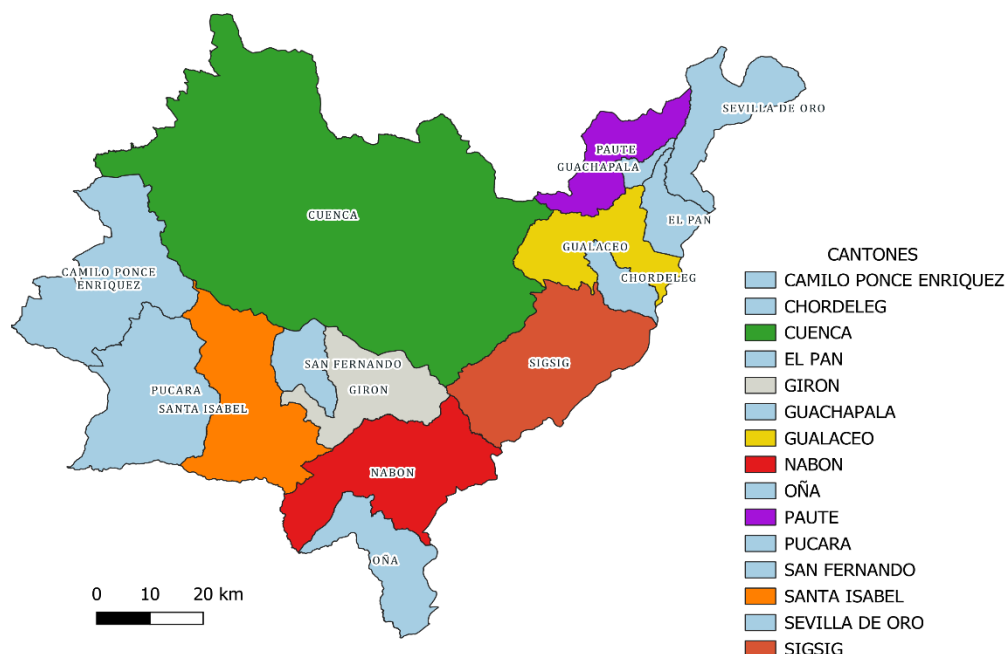 SEVILLA DE ORO
PAUTE
GUACHAPALA
CUENCA
EL PAN
GUALACEO
CAMILO PONCE
ENRIQUEZ
CHORDELEG
SAN FERNANDO
SIGSIG
PUCARA
GIRON
SANTA ISABEL
NABON
OÑA
0 10 20 km
CANTONES
CAMILO PONCE ENRIQUEZ
CHORDELEG
CUENCA
EL PAN
GIRON
GUACHAPALA
GUALACEO
NABON
OÑA
PAUTE
PUCARA
SAN FERNANDO
SANTA ISABEL
SEVILLA DE ORO
SIGSIG